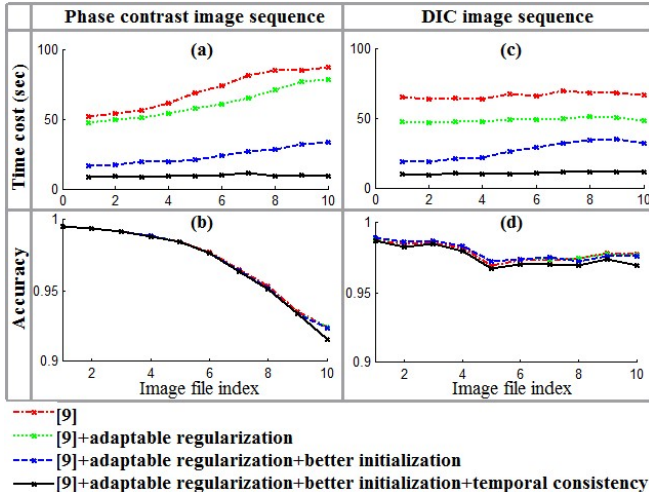 Phase contrast image sequence
DIC image sequence
Time cost (sec)
(a)
100
50
0
0 2 4 6 8 10
(c)
100
50
0
0 2 4 6 8 10
Accuracy
(b)
1
0.95
0.9
2 4 6 8 10
Image file index
(d)
1
0.95
0.9
2 4 6 8 10
Image file index
[9]
[9]+adaptable regularization
[9]+adaptable regularization+better initialization
[9]+adaptable regularization+better initialization+temporal consistency